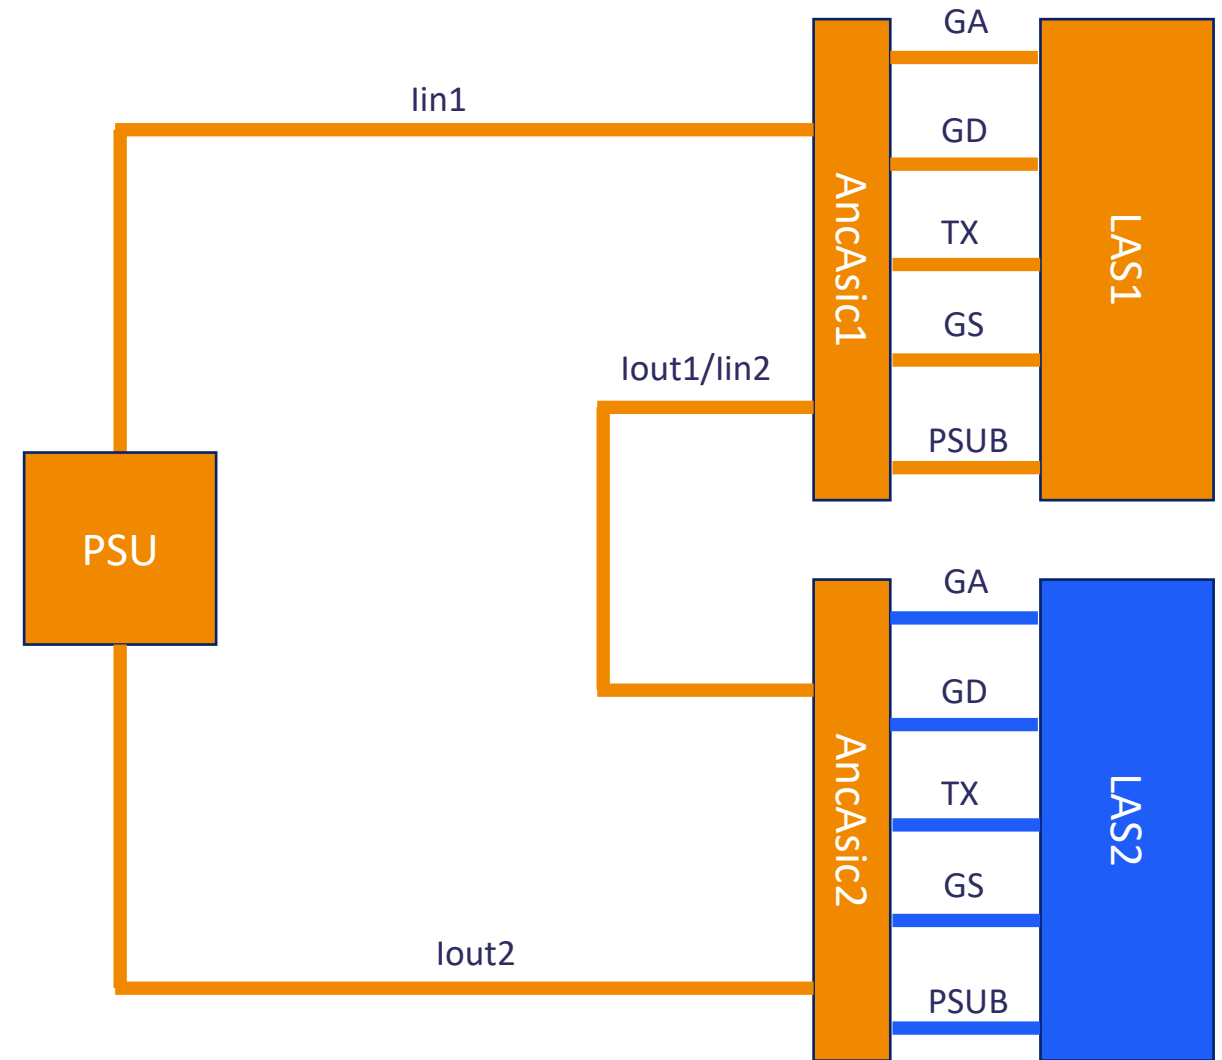 GA
Iin1
GD
AncAsic1
TX
LAS1
GS
Iout1/Iin2
PSUB
PSU
GA
GD
AncAsic2
TX
LAS2
GS
Iout2
PSUB